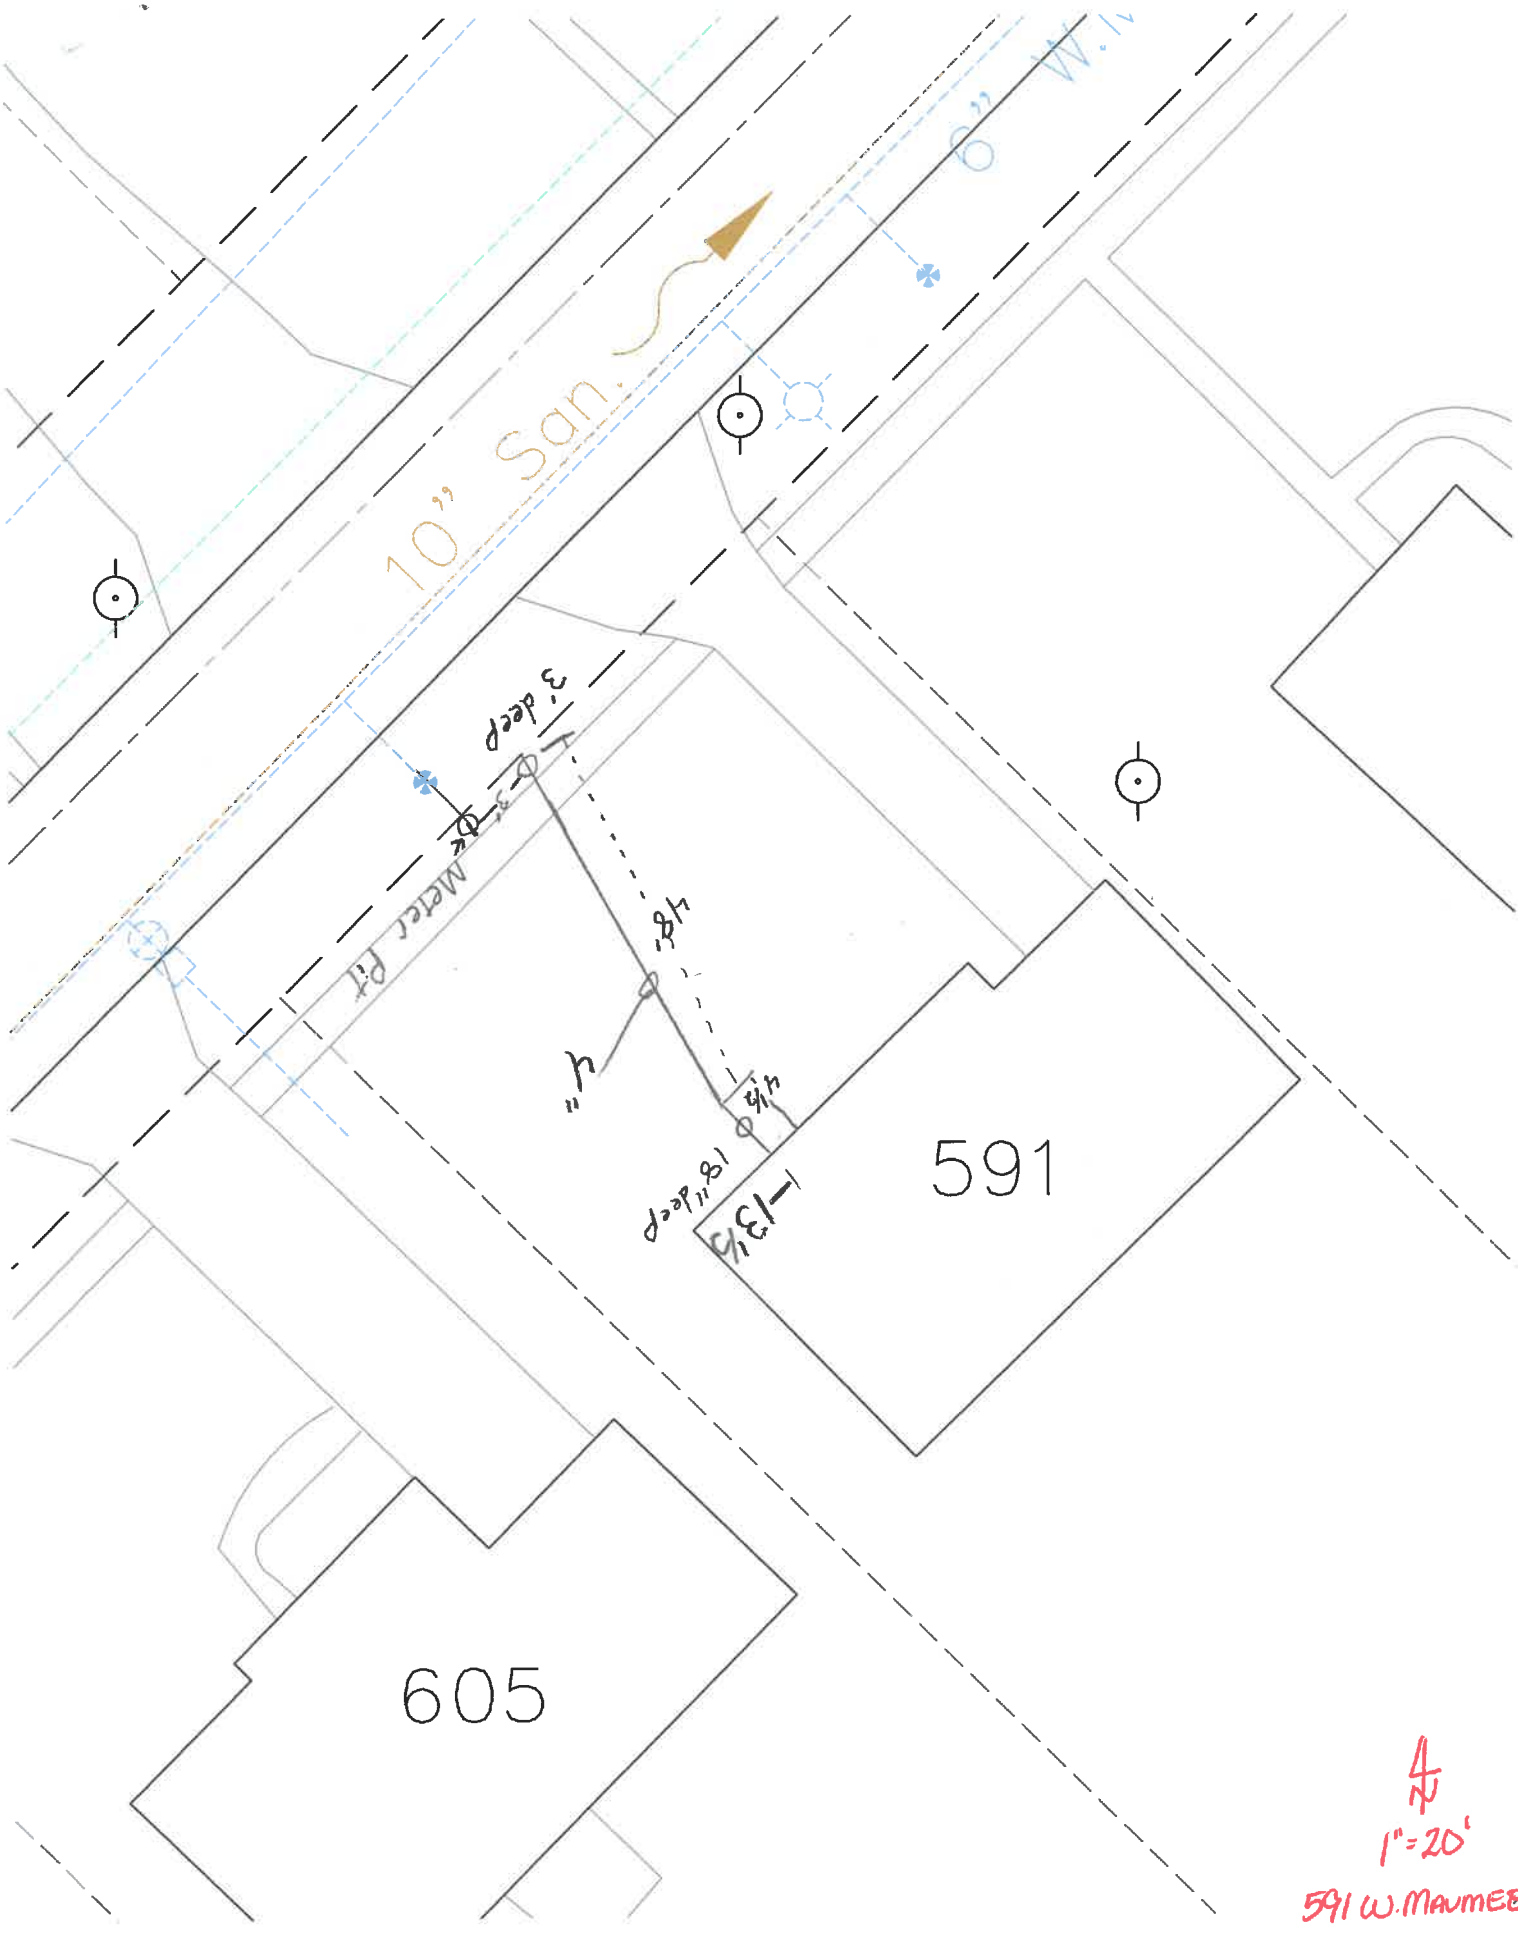 6" W.
10" San.
3' deep
3'
Meter Pit
48'
4"
4½
18" deep
13½
591
605
N
1"=20'
591 W. MAUMEE